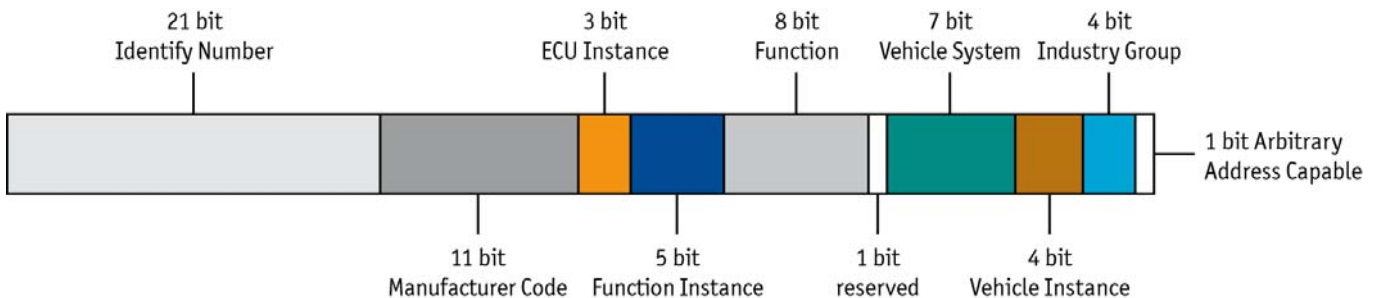 21 bit
Identify Number
3 bit
ECU Instance
8 bit
Function
7 bit
Vehicle System
4 bit
Industry Group
1 bit Arbitrary
Address Capable
11 bit
Manufacturer Code
5 bit
Function Instance
1 bit
reserved
4 bit
Vehicle Instance